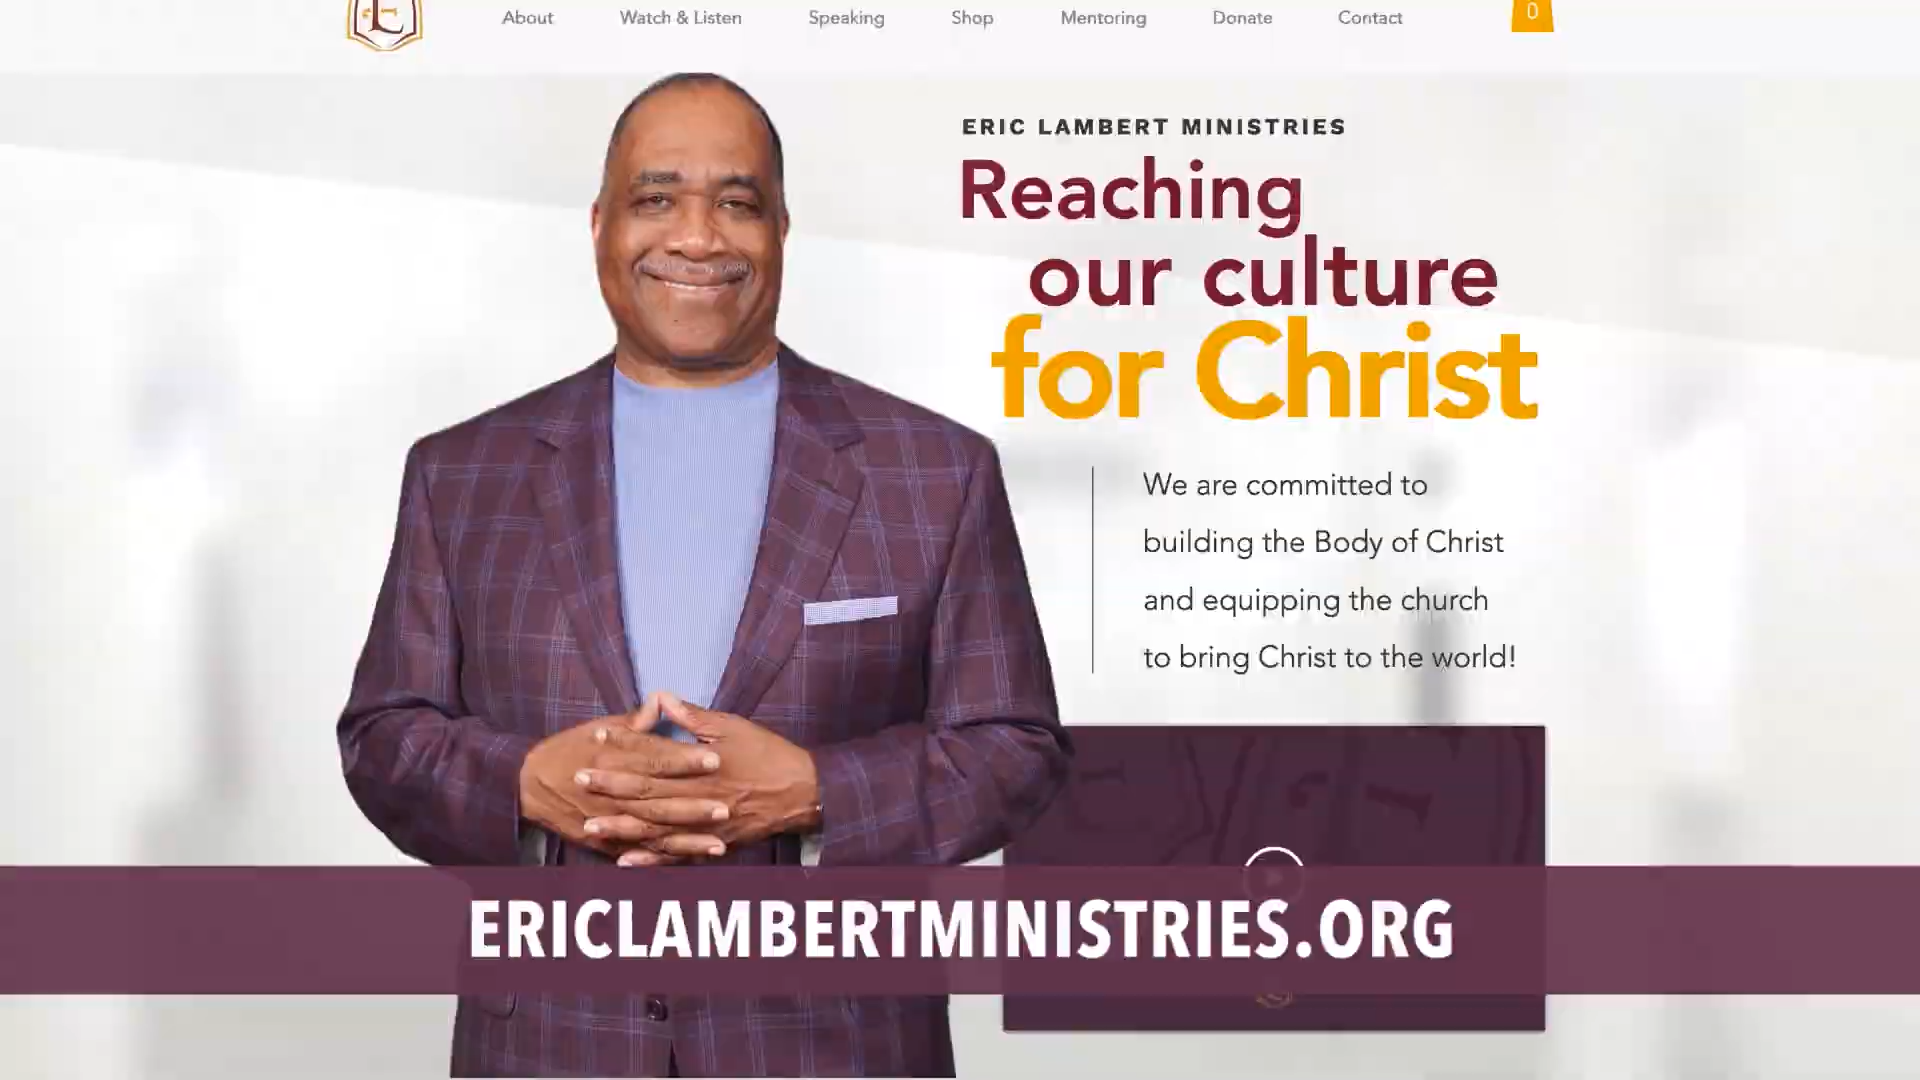 About Watch & Listen Speaking Shop Mentoring Donate Contact 0
ERIC LAMBERT MINISTRIES
Reaching
our culture
for Christ
We are committed to
building the Body of Christ
and equipping the church
to bring Christ to the world!
ERICLAMBERTMINISTRIES.ORG